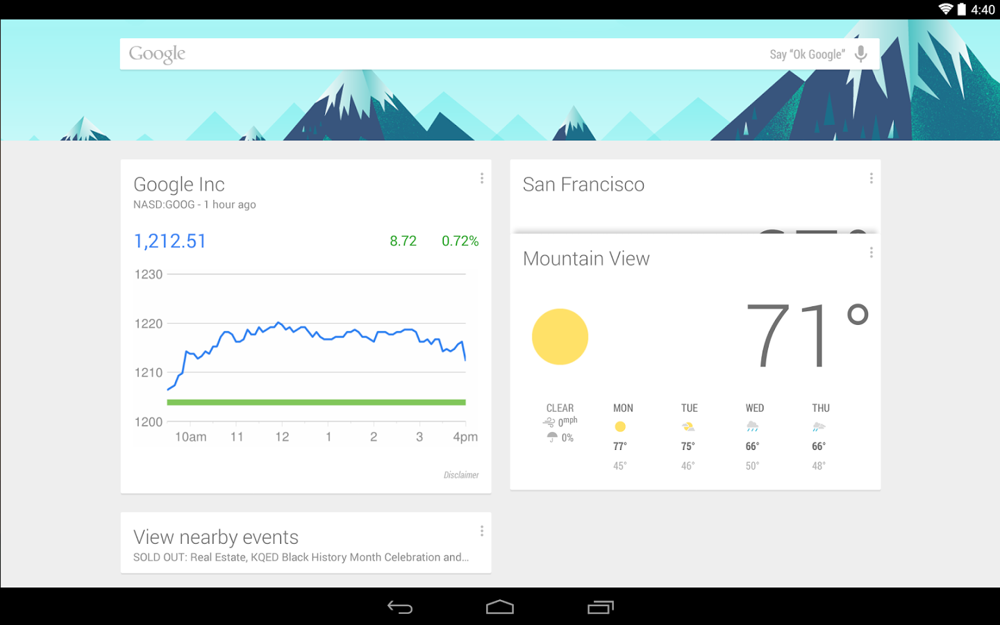 4:40
Google
Say “Ok Google”
Google Inc
NASD:GOOG - 1 hour ago
1,212.51 8.72 0.72%
1230
1220
1210
1200
10am 11 12 1 2 3 4pm
Disclaimer
View nearby events
SOLD OUT: Real Estate, KQED Black History Month Celebration and...
San Francisco
Mountain View
71°
CLEAR MON TUE WED THU
0mph
0%
77° 75° 66° 66°
45° 46° 50° 48°